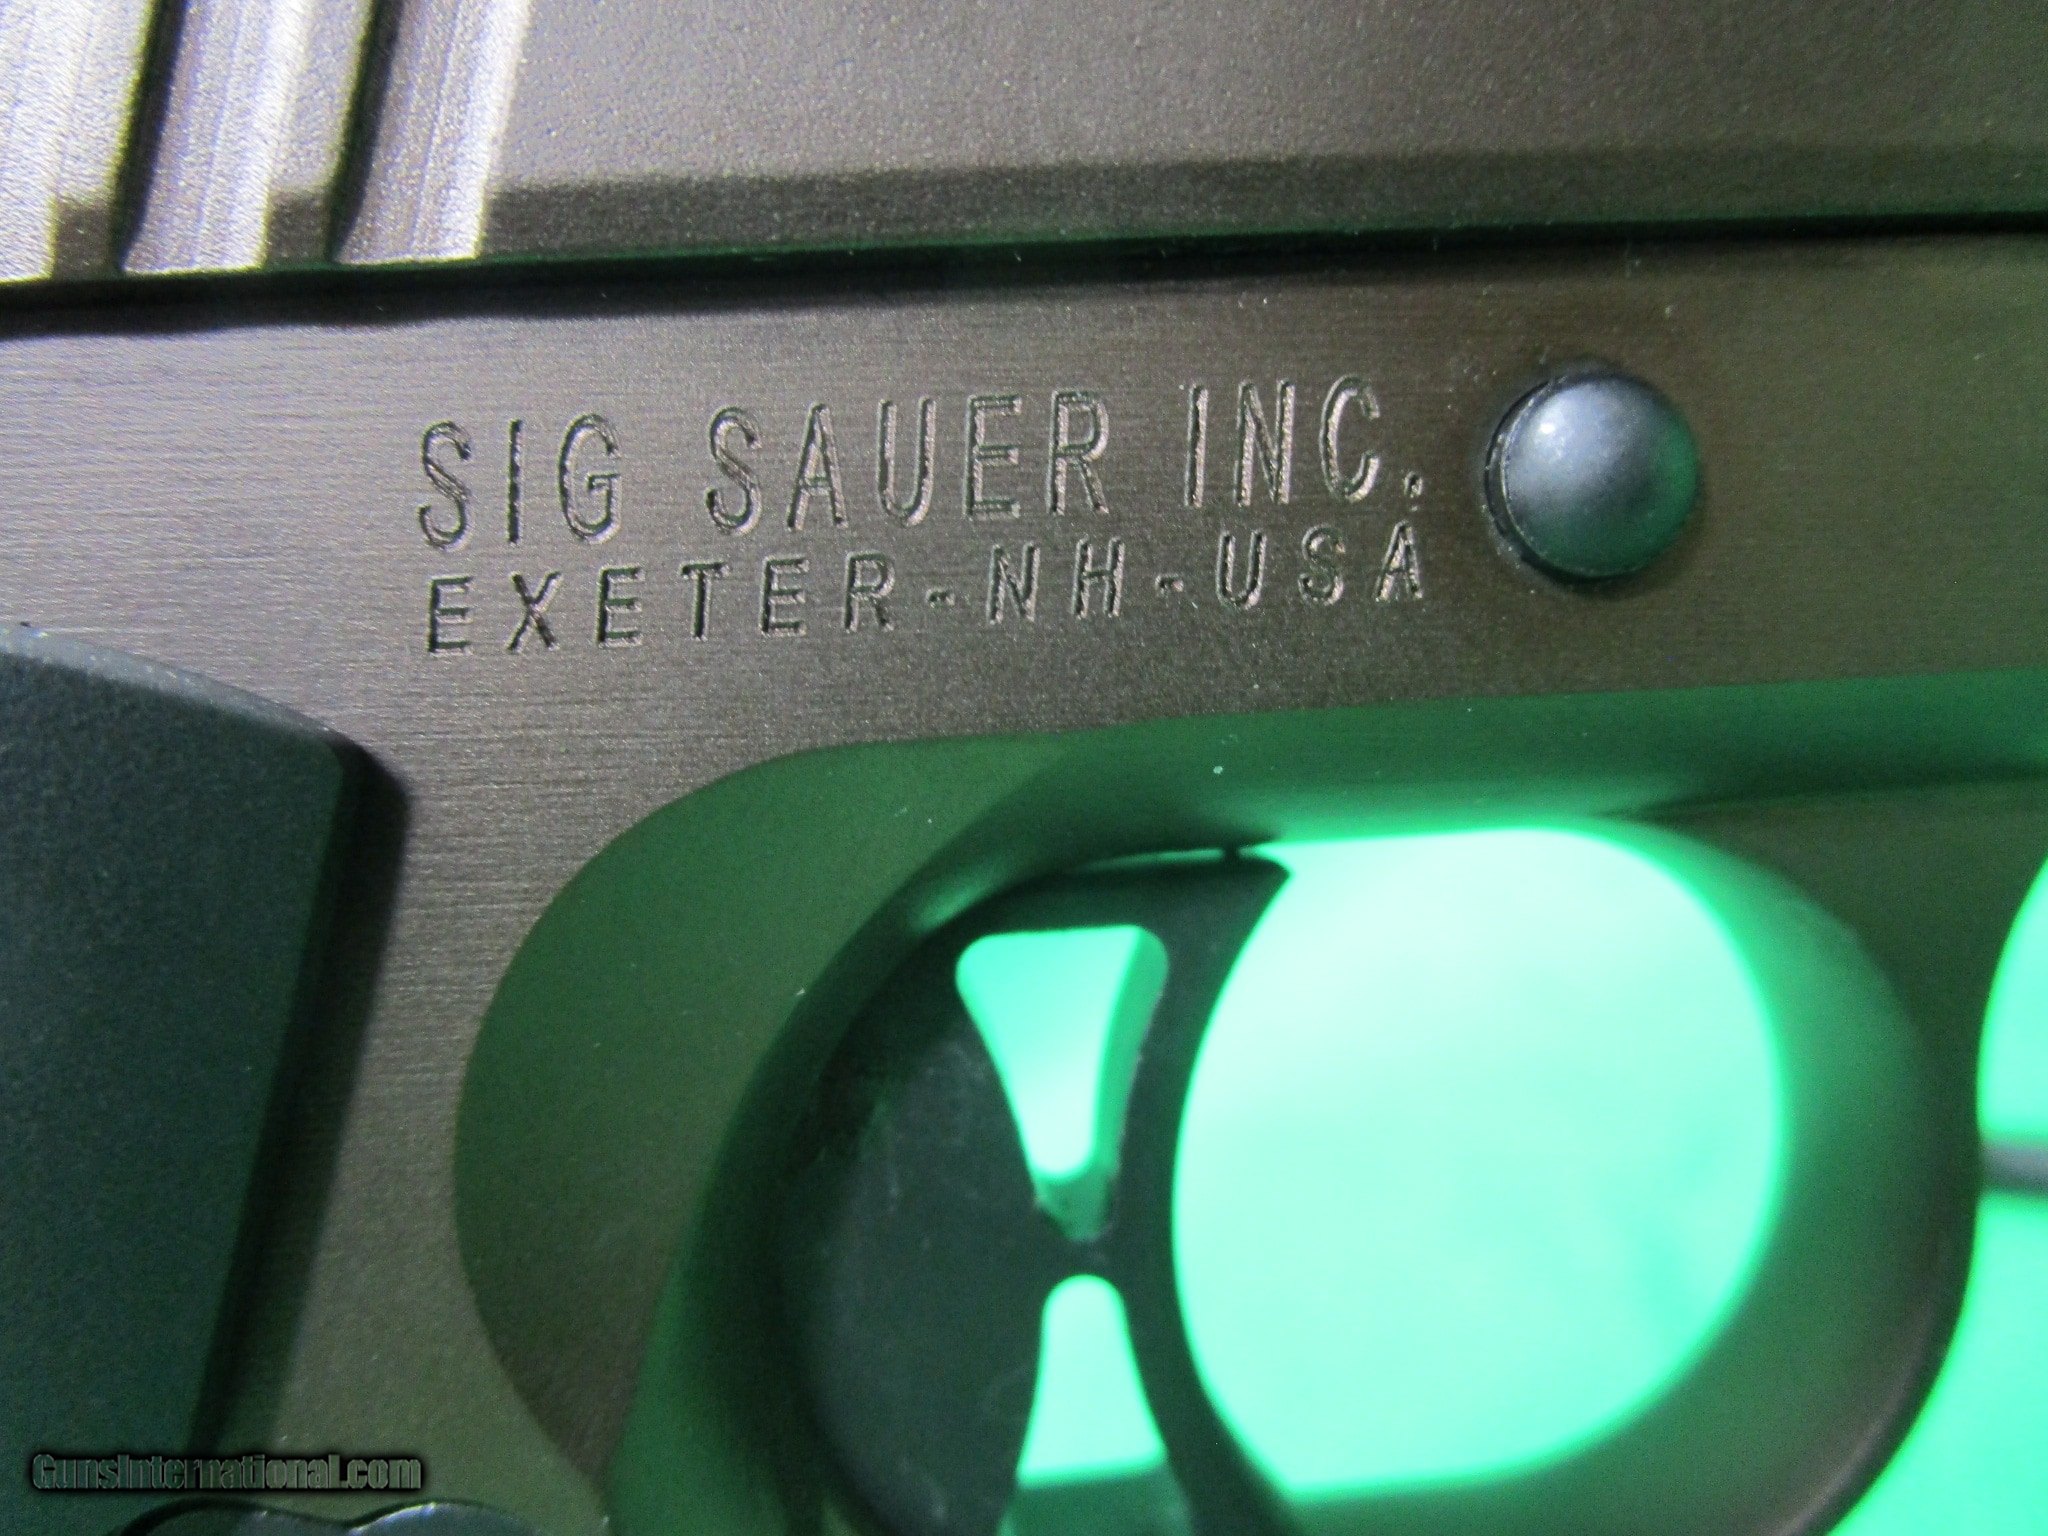 SIG SAUER INC.
EXETER-NH-USA
GunsInternational.com